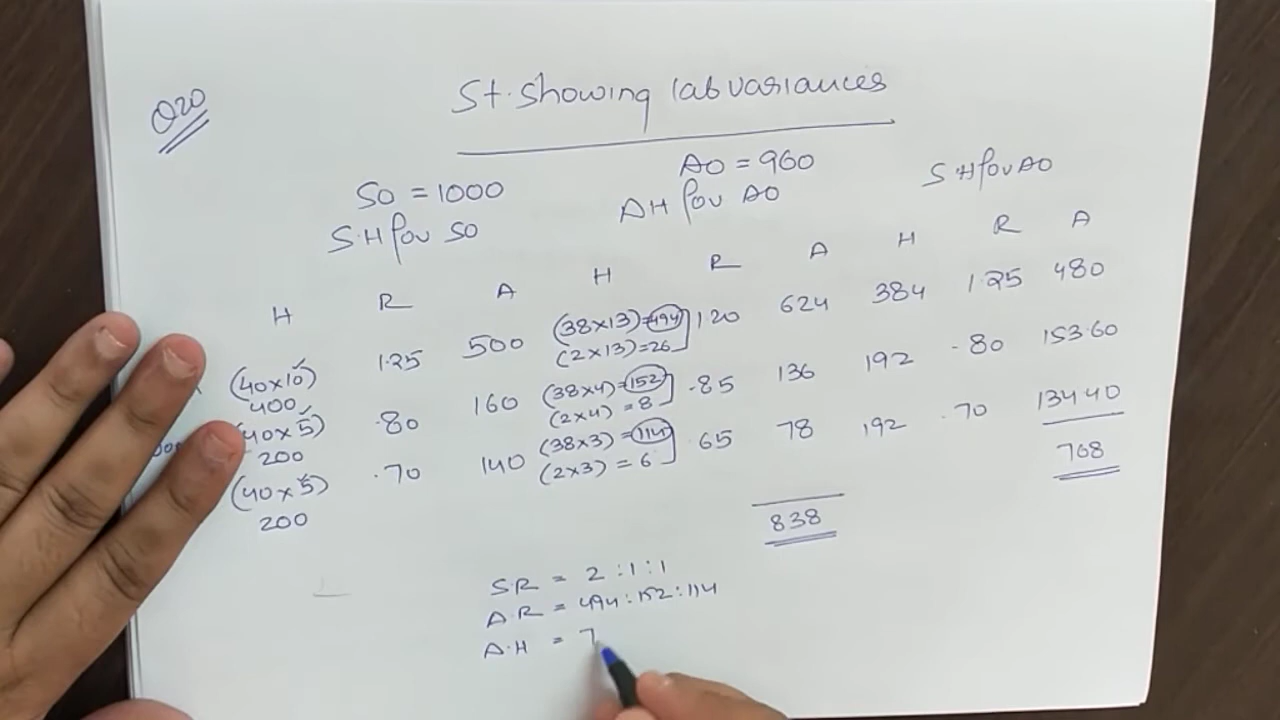 Q20
St. Showing lab variances
SO = 1000
AO = 960
S.H for SO
AH for AO
S.H for AO
H R A H R A H R A
(40×10) 1.25 500 (38×13)=494 1.20 624 384 1.25 480
400 (2×13)=26
(40×5) .80 160 (38×4)=152 .85 136 192 .80 153.60
200 (2×4)=8
(40×5) .70 140 (38×3)=114 .65 78 192 .70 134.40
200 (2×3)=6
838 768
S.R = 2:1:1
A.R = 494:152:114
A.H = 7